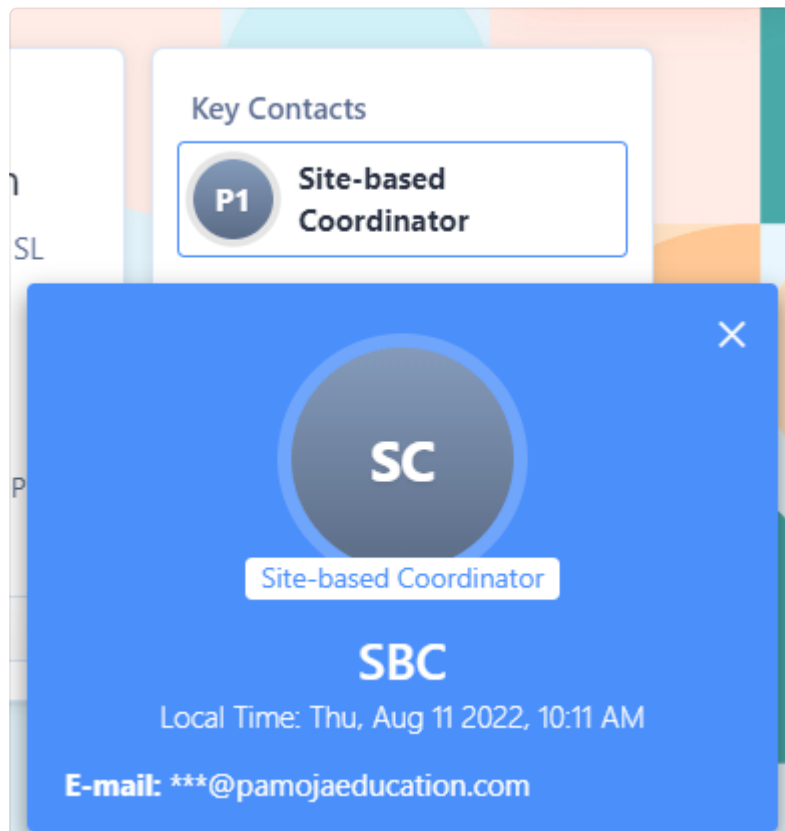 Key Contacts
P1
Site-based
Coordinator
SL
P
SC
Site-based Coordinator
SBC
Local Time: Thu, Aug 11 2022, 10:11 AM
E-mail: ***@pamojaeducation.com